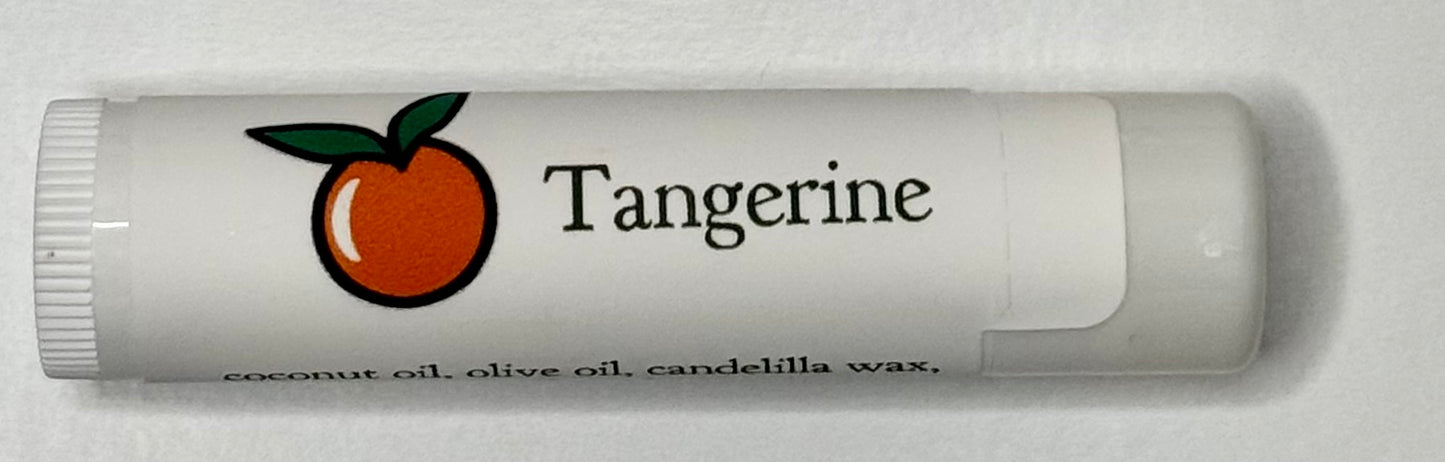 Tangerine
coconut oil, olive oil, candelilla wax,